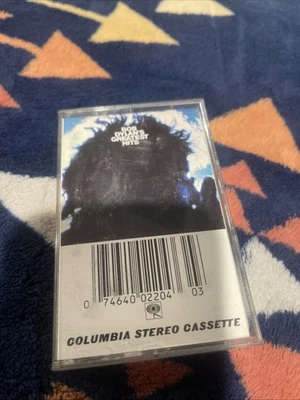 BOB
DYLAN'S
GREATEST
HITS
0 74640 02204 03
COLUMBIA STEREO CASSETTE